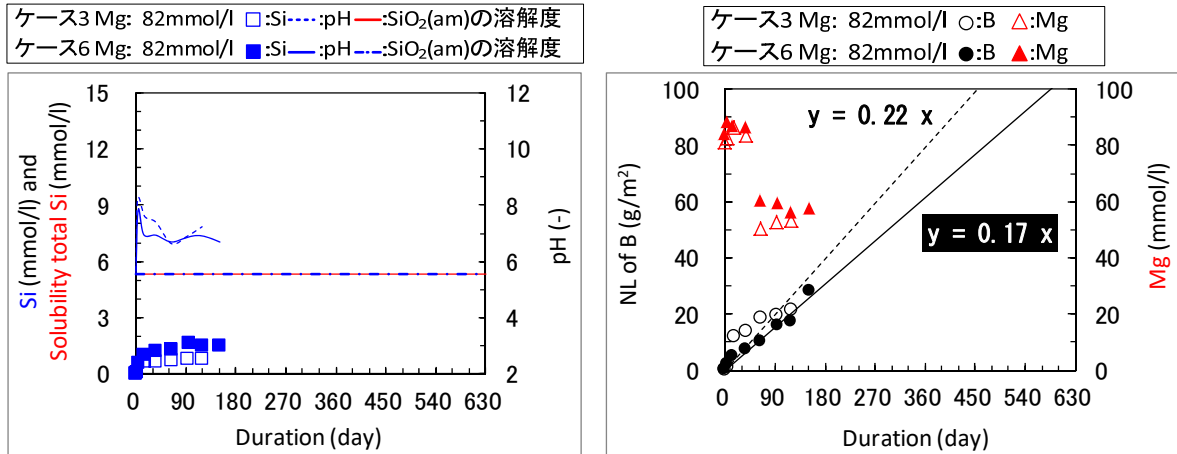 ケース3 Mg: 82mmol/l □:Si ----:pH ―:SiO₂(am)の溶解度
ケース6 Mg: 82mmol/l ■:Si ―:pH ―・―:SiO₂(am)の溶解度
Si (mmol/l) and
Solubility total Si (mmol/l)
15
12
9
6
3
0
12
10
8
6
4
2
pH (-)
0 90 180 270 360 450 540 630
Duration (day)
ケース3 Mg: 82mmol/l ○:B △:Mg
ケース6 Mg: 82mmol/l ●:B ▲:Mg
NL of B (g/m²)
100
80
60
40
20
0
y = 0.22 x
y = 0.17 x
100
80
60
40
20
0
Mg (mmol/l)
0 90 180 270 360 450 540 630
Duration (day)